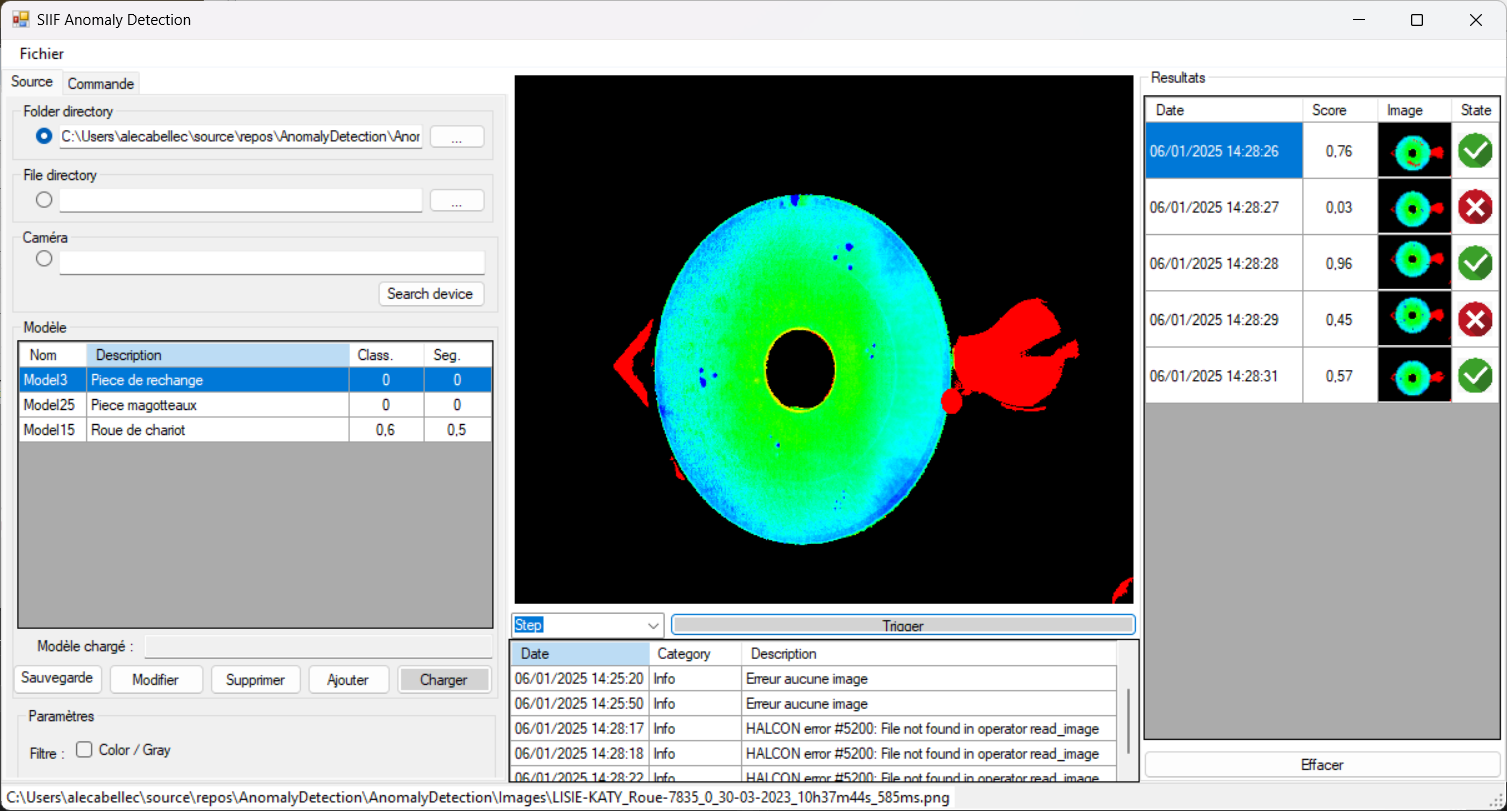 SIIF Anomaly Detection
Fichier
Source Commande
Folder directory
C:\Users\alecabellec\source\repos\AnomalyDetection\Anor
...
File directory
...
Caméra
Search device
Modèle
Nom Description Class. Seg.
Model3 Piece de rechange 0 0
Model25 Piece magotteaux 0 0
Model15 Roue de chariot 0,6 0,5
Modèle chargé :
Sauvegarde Modifier Supprimer Ajouter Charger
Paramètres
Filtre : Color / Gray
Step Trigger
Date Category Description
06/01/2025 14:25:20 Info Erreur aucune image
06/01/2025 14:25:50 Info Erreur aucune image
06/01/2025 14:28:17 Info HALCON error #5200: File not found in operator read_image
06/01/2025 14:28:18 Info HALCON error #5200: File not found in operator read_image
06/01/2025 14:28:22 Info HALCON error #5200: File not found in operator read_image
Resultats
Date Score Image State
06/01/2025 14:28:26 0,76
06/01/2025 14:28:27 0,03
06/01/2025 14:28:28 0,96
06/01/2025 14:28:29 0,45
06/01/2025 14:28:31 0,57
Effacer
C:\Users\alecabellec\source\repos\AnomalyDetection\AnomalyDetection\Images\LISIE-KATY_Roue-7835_0_30-03-2023_10h37m44s_585ms.png